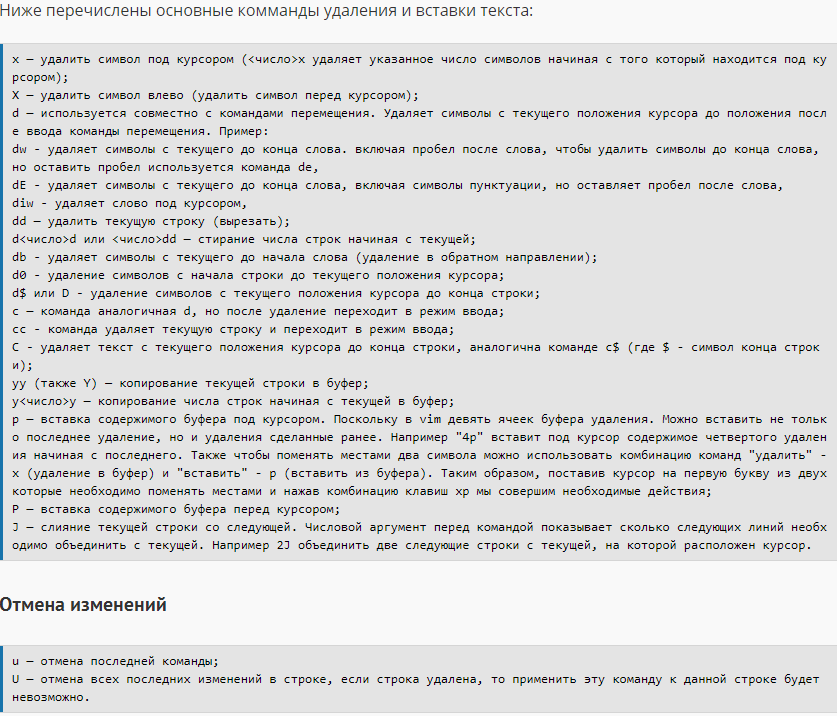 Ниже перечислены основные комманды удаления и вставки текста:
x — удалить символ под курсором (<число>x удаляет указанное число символов начиная с того который находится под ку
рсором);
X — удалить символ влево (удалить символ перед курсором);
d — используется совместно с командами перемещения. Удаляет символы с текущего положения курсора до положения посл
е ввода команды перемещения. Пример:
dw - удаляет символы с текущего до конца слова. включая пробел после слова, чтобы удалить символы до конца слова,
но оставить пробел используется команда de,
dE - удаляет символы с текущего до конца слова, включая символы пунктуации, но оставляет пробел после слова,
diw - удаляет слово под курсором,
dd — удалить текущую строку (вырезать);
d<число>d или <число>dd — стирание числа строк начиная с текущей;
db - удаляет символы с текущего до начала слова (удаление в обратном направлении);
d0 - удаление символов с начала строки до текущего положения курсора;
d$ или D - удаление символов с текущего положения курсора до конца строки;
c — команда аналогичная d, но после удаления переходит в режим ввода;
cc - команда удаляет текущую строку и переходит в режим ввода;
C - удаляет текст с текущего положения курсора до конца строки, аналогична команде c$ (где $ - символ конца строк
и);
yy (также Y) — копирование текущей строки в буфер;
y<число>y — копирование числа строк начиная с текущей в буфер;
p — вставка содержимого буфера под курсором. Поскольку в vim девять ячеек буфера удаления. Можно вставить не тольк
о последнее удаление, но и удаления сделанные ранее. Например "4p" вставит под курсор содержимое четвертого удален
ия начиная с последнего. Также чтобы поменять местами два символа можно использовать комбинацию команд "удалить" -
x (удаление в буфер) и "вставить" - p (вставить из буфера). Таким образом, поставив курсор на первую букву из двух
которые необходимо поменять местами и нажав комбинацию клавиш xp мы совершим необходимые действия;
P — вставка содержимого буфера перед курсором;
J — слияние текущей строки со следующей. Числовой аргумент перед командой показывает сколько следующих линий необх
одимо объединить с текущей. Например 2J объединить две следующие строки с текущей, на которой расположен курсор.
Отмена изменений
u — отмена последней команды;
U — отмена всех последних изменений в строке, если строка удалена, то применить эту команду к данной строке будет
невозможно.